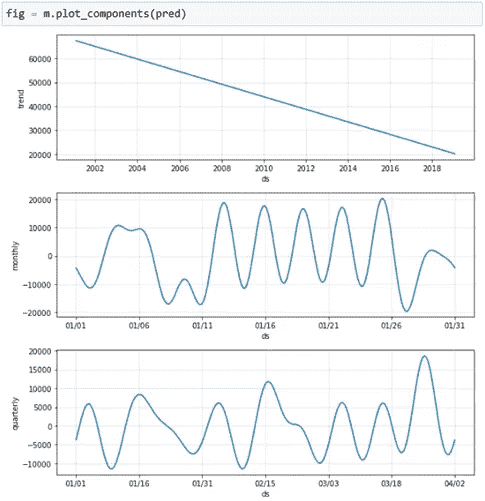 fig = m.plot_components(pred)
70000
60000
50000
40000
30000
20000
trend
2002 2004 2006 2008 2010 2012 2014 2016 2018
ds
20000
10000
0
−10000
−20000
monthly
01/01 01/06 01/11 01/16 01/21 01/26 01/31
ds
20000
15000
10000
5000
0
−5000
−10000
quarterly
01/01 01/16 01/31 02/15 03/03 03/18 04/02
ds